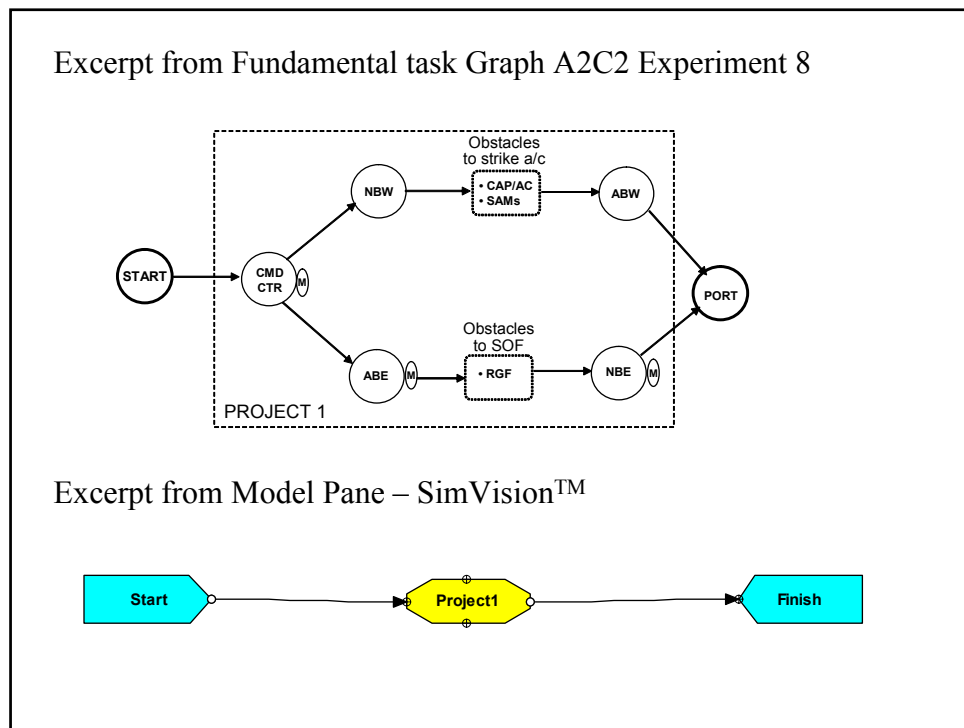 Excerpt from Fundamental task Graph A2C2 Experiment 8
Obstacles
to strike a/c
NBW
• CAP/AC
• SAMs
ABW
START
CMD
CTR
M
PORT
Obstacles
to SOF
ABE
M
• RGF
NBE
M
PROJECT 1
Excerpt from Model Pane – SimVision™
Start
Project1
Finish